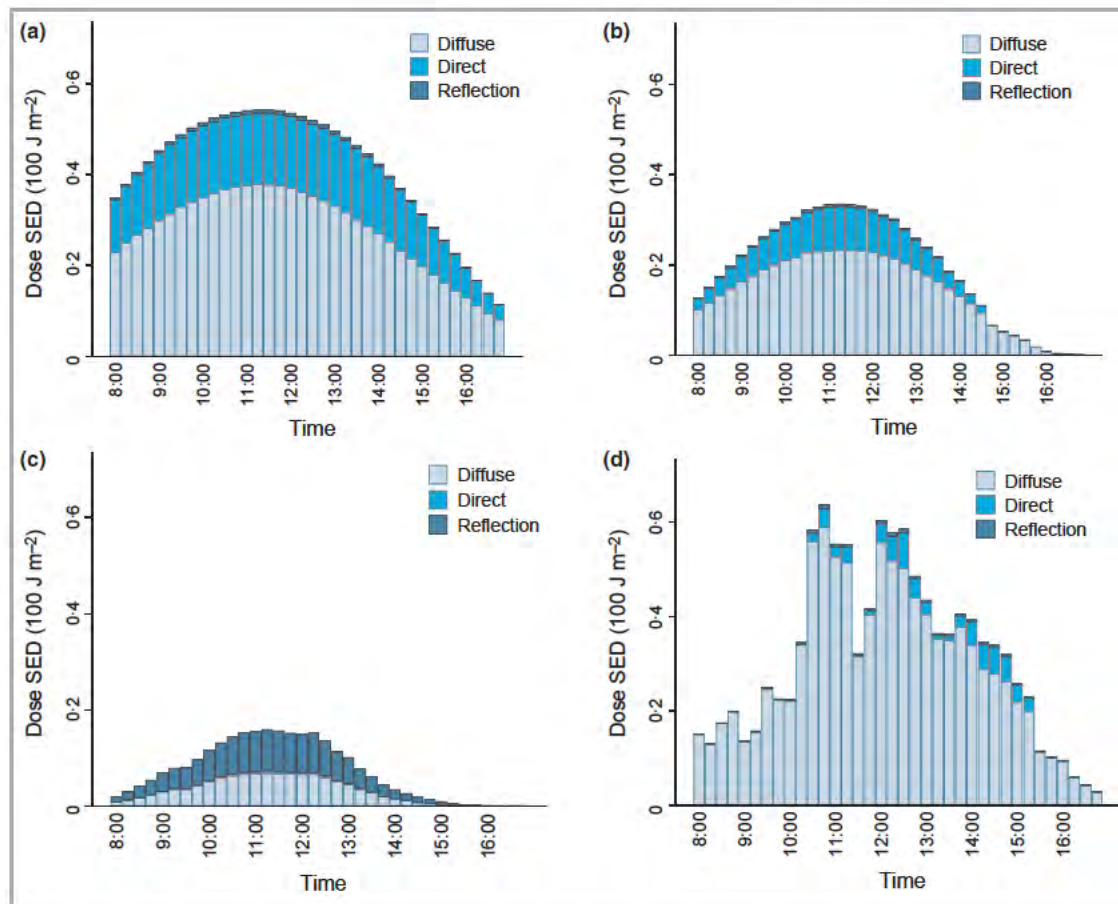 (a)
Diffuse
Direct
Reflection
Dose SED (100 J m–2)
0·6
0·4
0·2
0
8:00
9:00
10:00
11:00
12:00
13:00
14:00
15:00
16:00
Time
(b)
Diffuse
Direct
Reflection
Dose SED (100 J m–2)
0·6
0·4
0·2
0
8:00
9:00
10:00
11:00
12:00
13:00
14:00
15:00
16:00
Time
(c)
Diffuse
Direct
Reflection
Dose SED (100 J m–2)
0·6
0·4
0·2
0
8:00
9:00
10:00
11:00
12:00
13:00
14:00
15:00
16:00
Time
(d)
Diffuse
Direct
Reflection
Dose SED (100 J m–2)
0·6
0·4
0·2
0
8:00
9:00
10:00
11:00
12:00
13:00
14:00
15:00
16:00
Time